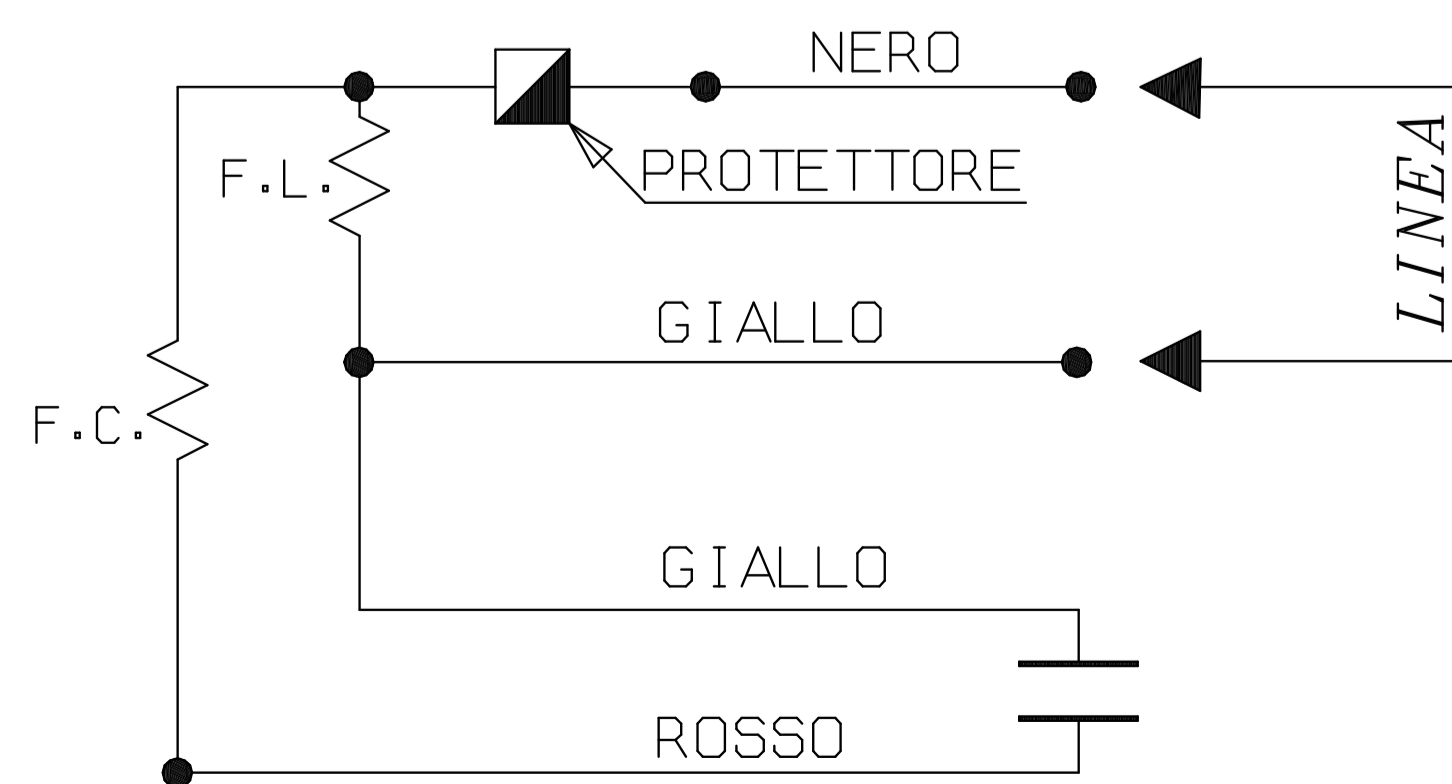 NERO
F.L.
PROTETTORE
LINEA
GIALLO
F.C.
GIALLO
ROSSO